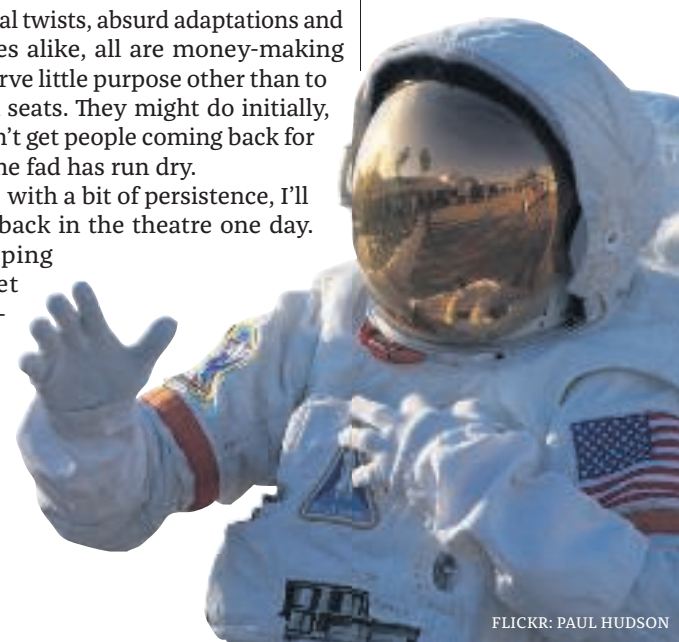 al twists, absurd adaptations and
es alike, all are money-making
rve little purpose other than to
seats. They might do initially,
n't get people coming back for
he fad has run dry.
with a bit of persistence, I'll
back in the theatre one day.
ping
et
-
FLICKR: PAUL HUDSON